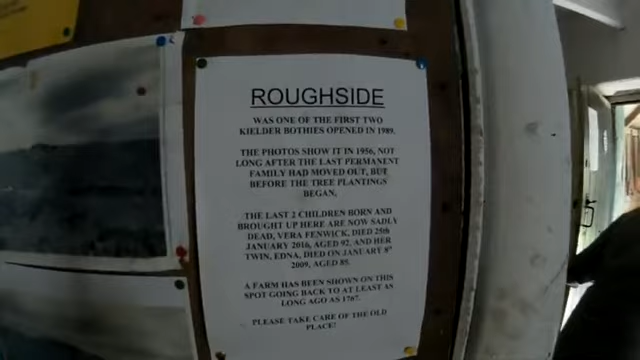 ROUGHSIDE
WAS ONE OF THE FIRST TWO
KIELDER BOTHIES OPENED IN 1989.
THE PHOTOS SHOW IT IN 1956, NOT
LONG AFTER THE LAST PERMANENT
FAMILY HAD MOVED OUT, BUT
BEFORE THE TREE PLANTINGS
BEGAN.
THE LAST 2 CHILDREN BORN AND
BROUGHT UP HERE ARE NOW SADLY
DEAD, VERA FENWICK, DIED 25th
JANUARY 2016, AGED 92, AND HER
TWIN, EDNA, DIED ON JANUARY 8th
2009, AGED 85.
A FARM HAS BEEN SHOWN ON THIS
SPOT GOING BACK TO AT LEAST AS
LONG AGO AS 1787.
PLEASE TAKE CARE OF THE OLD
PLACE!